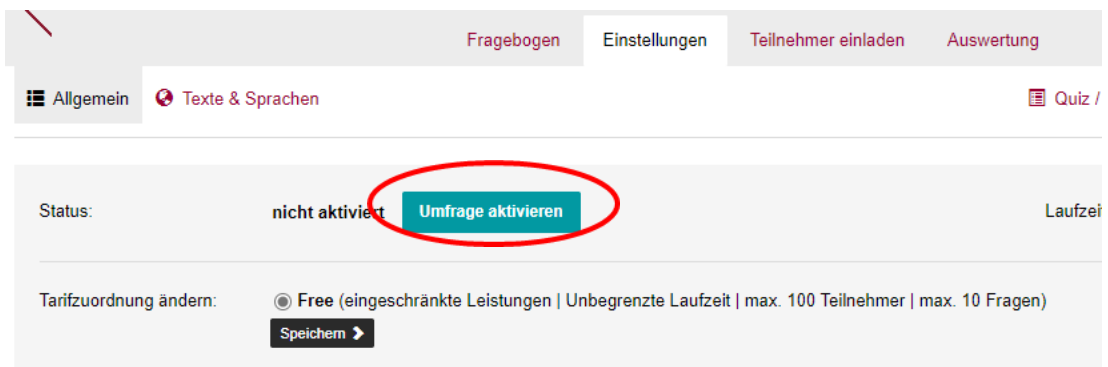 Fragebogen Einstellungen Teilnehmer einladen Auswertung
Allgemein Texte & Sprachen Quiz /
Status: nicht aktiviert Umfrage aktivieren
Tarifzuordnung ändern: Free (eingeschränkte Leistungen | Unbegrenzte Laufzeit | max. 100 Teilnehmer | max. 10 Fragen)
Speichern